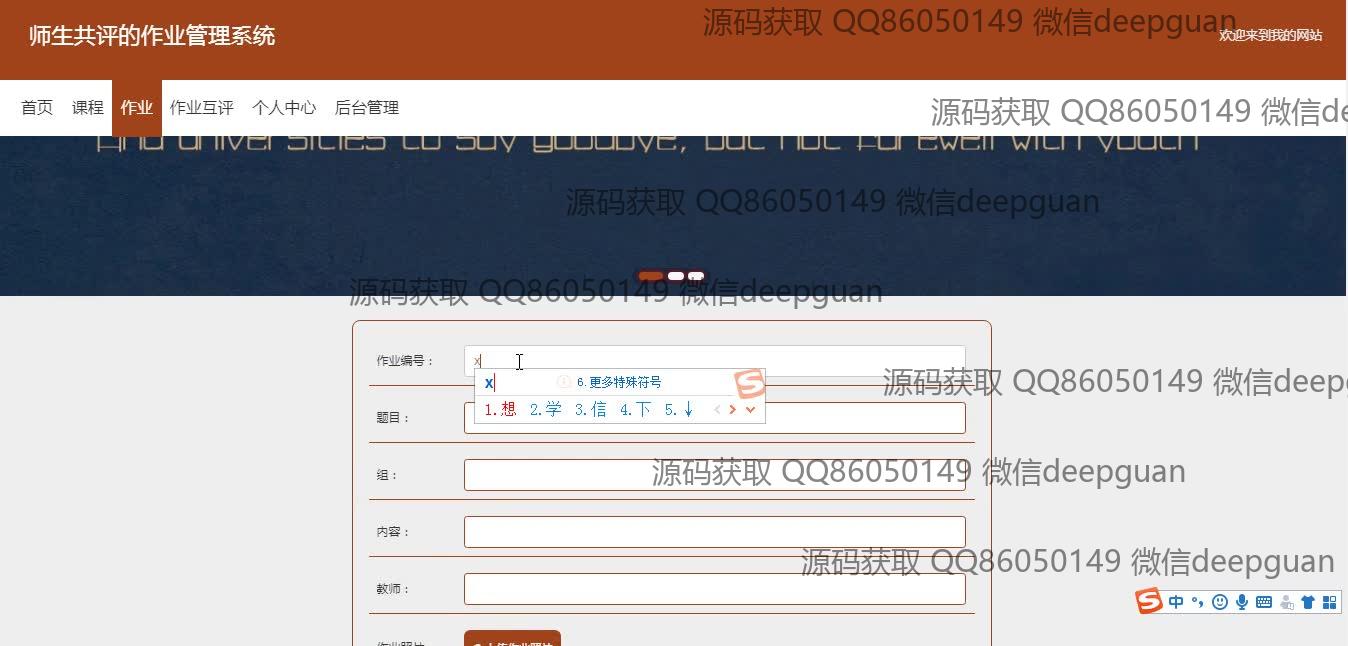 师生共评的作业管理系统
源码获取 QQ86050149 微信deepguan
欢迎来到我的网站
首页 课程 作业 作业互评 个人中心 后台管理
源码获取 QQ86050149 微信de
And universities to say goodbye, but not farewell with youth
源码获取 QQ86050149 微信deepguan
源码获取 QQ86050149 微信deepguan
作业编号： x
x 6.更多特殊符号
源码获取 QQ86050149 微信deepg
1.想 2.学 3.信 4.下 5.↓
题目：
组：
源码获取 QQ86050149 微信deepguan
内容：
源码获取 QQ86050149 微信deepguan
教师：
中
作业照片
上传作业照片